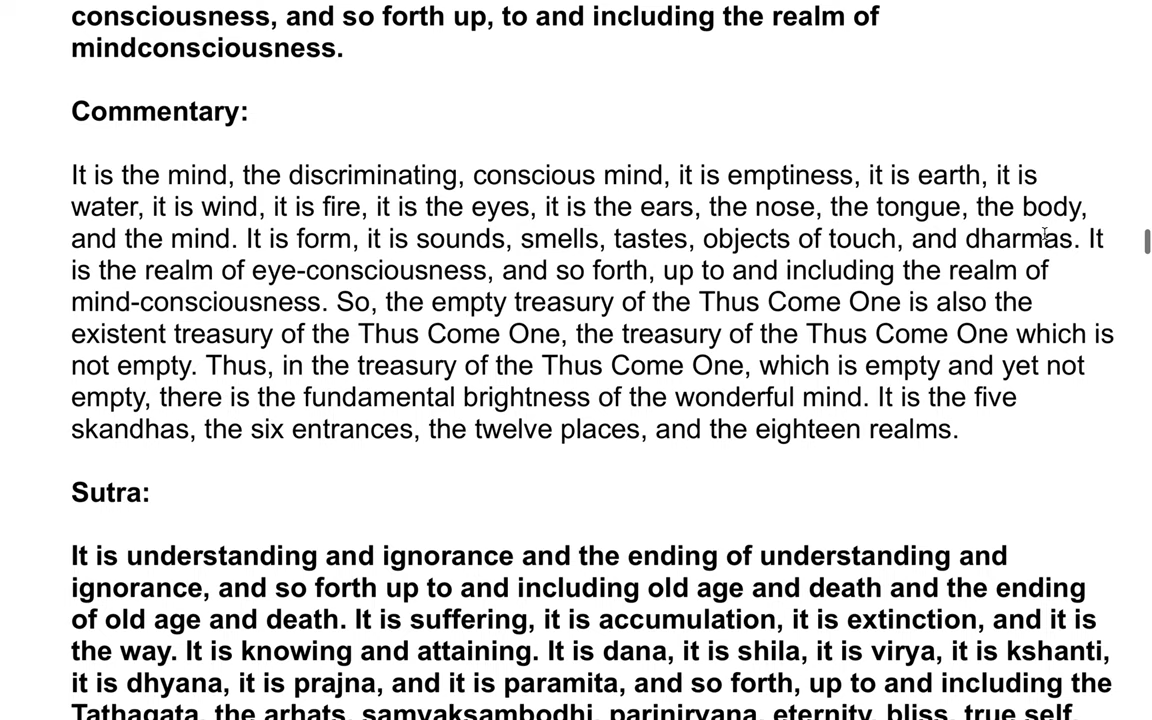 consciousness, and so forth up, to and including the realm of
mindconsciousness.
Commentary:
It is the mind, the discriminating, conscious mind, it is emptiness, it is earth, it is
water, it is wind, it is fire, it is the eyes, it is the ears, the nose, the tongue, the body,
and the mind. It is form, it is sounds, smells, tastes, objects of touch, and dharmas. It
is the realm of eye-consciousness, and so forth, up to and including the realm of
mind-consciousness. So, the empty treasury of the Thus Come One is also the
existent treasury of the Thus Come One, the treasury of the Thus Come One which is
not empty. Thus, in the treasury of the Thus Come One, which is empty and yet not
empty, there is the fundamental brightness of the wonderful mind. It is the five
skandhas, the six entrances, the twelve places, and the eighteen realms.
Sutra:
It is understanding and ignorance and the ending of understanding and
ignorance, and so forth up to and including old age and death and the ending
of old age and death. It is suffering, it is accumulation, it is extinction, and it is
the way. It is knowing and attaining. It is dana, it is shila, it is virya, it is kshanti,
it is dhyana, it is prajna, and it is paramita, and so forth, up to and including the
Tathagata, the arhats, samyaksambodhi, parinirvana, eternity, bliss, true self,